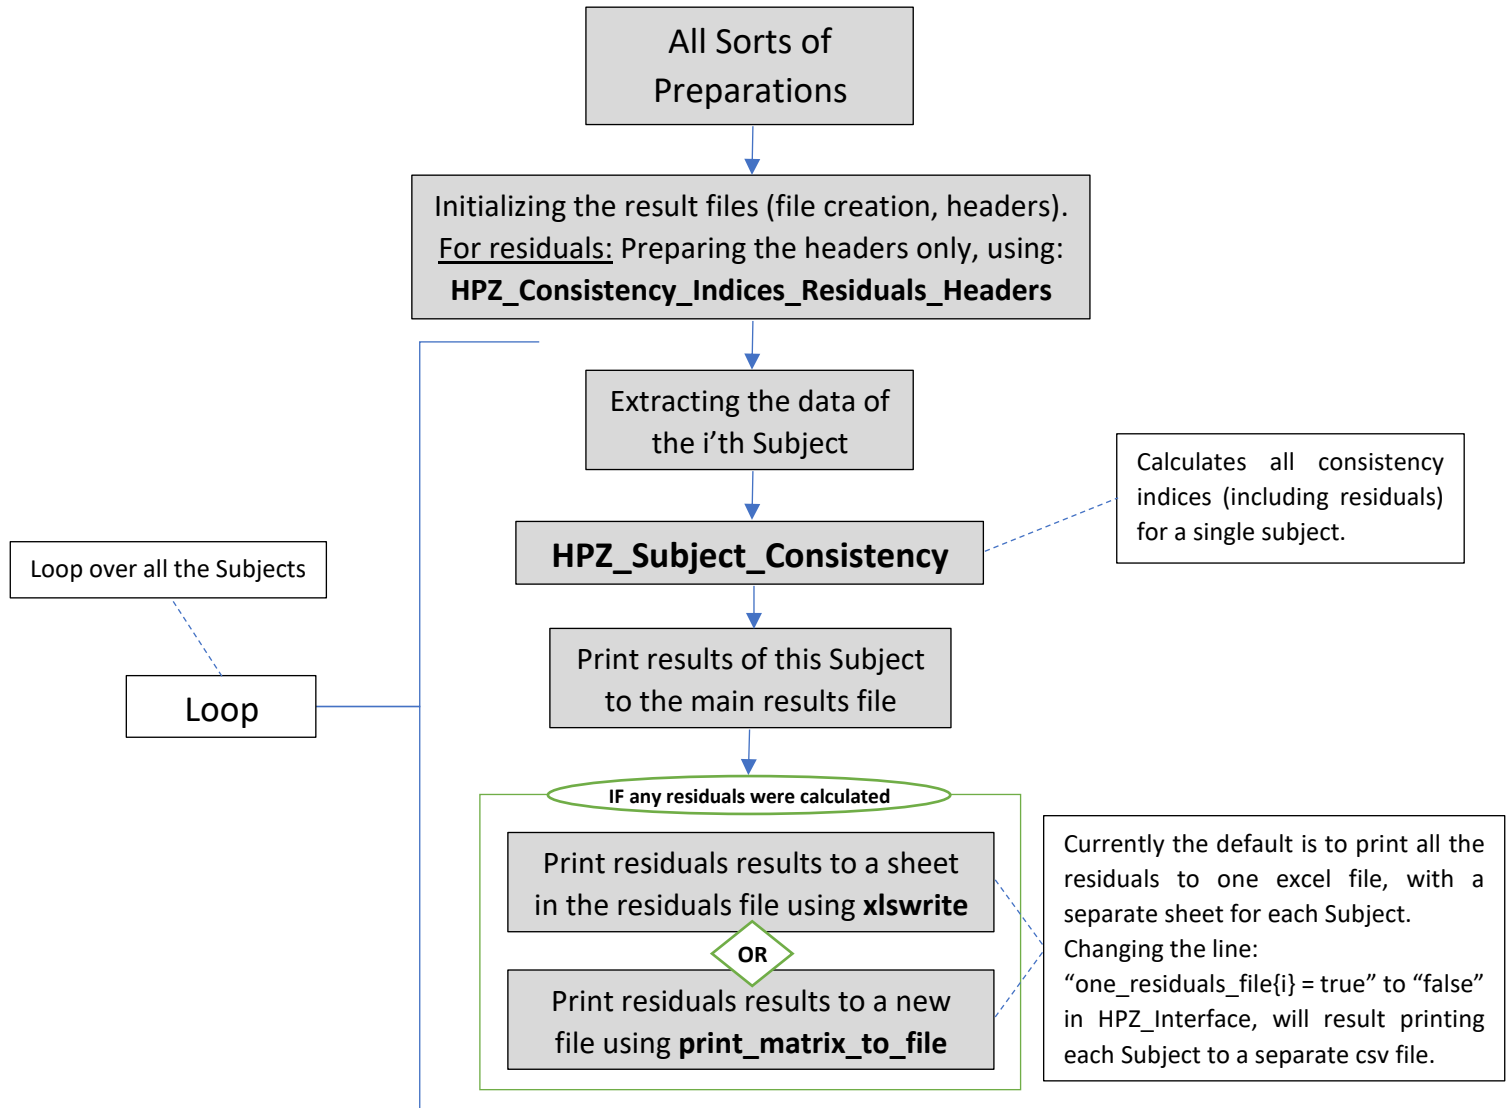 All Sorts of
Preparations
Initializing the result files (file creation, headers).
For residuals: Preparing the headers only, using:
HPZ_Consistency_Indices_Residuals_Headers
Extracting the data of
the i’th Subject
Calculates all consistency
indices (including residuals)
for a single subject.
HPZ_Subject_Consistency
Loop over all the Subjects
Loop
Print results of this Subject
to the main results file
IF any residuals were calculated
Print residuals results to a sheet
in the residuals file using xlswrite
OR
Print residuals results to a new
file using print_matrix_to_file
Currently the default is to print all the
residuals to one excel file, with a
separate sheet for each Subject.
Changing the line:
“one_residuals_file{i} = true” to “false”
in HPZ_Interface, will result printing
each Subject to a separate csv file.